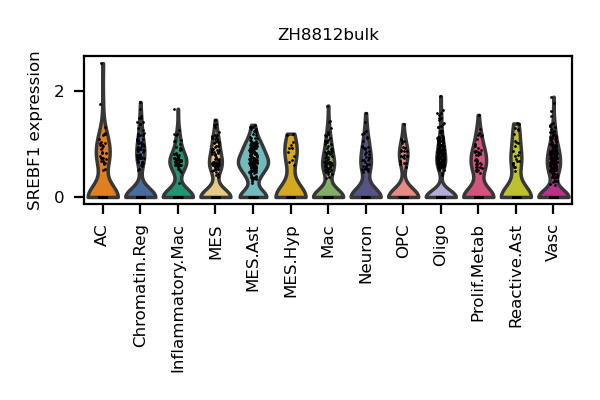 ZH8812bulk
SREBF1 expression
2
0
AC
Chromatin.Reg
Inflammatory.Mac
MES
MES.Ast
MES.Hyp
Mac
Neuron
OPC
Oligo
Prolif.Metab
Reactive.Ast
Vasc